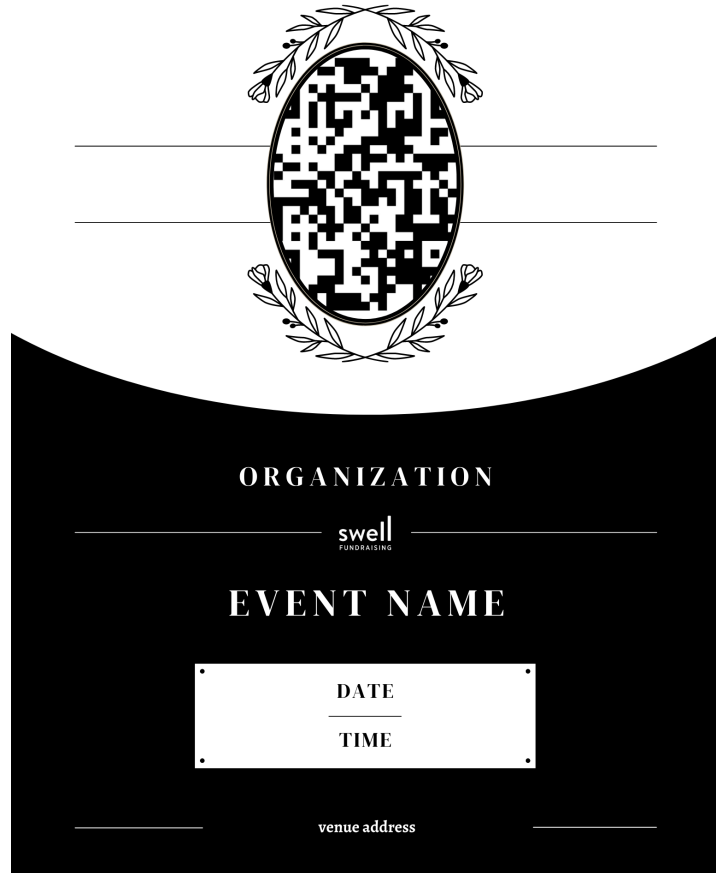 ORGANIZATION
swell
FUNDRAISING
EVENT NAME
DATE
TIME
venue address